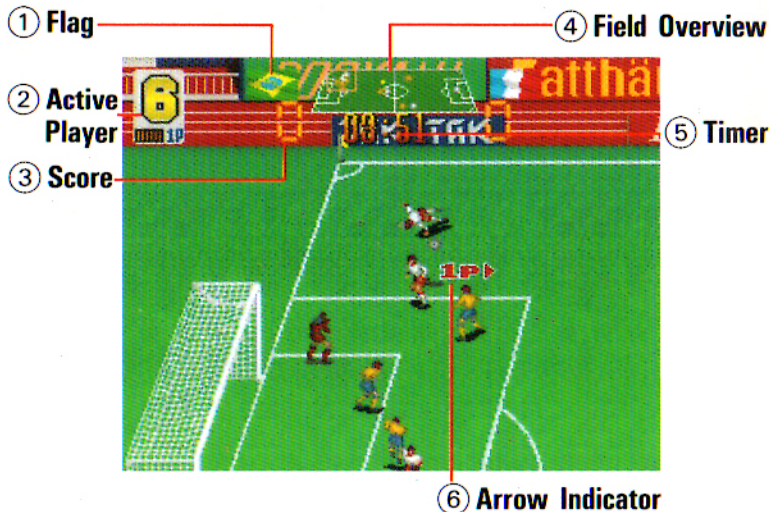 ① Flag
④ Field Overview
② Active
Player
6
1P
③ Score
0
0
⑤ Timer
1P
⑥ Arrow Indicator